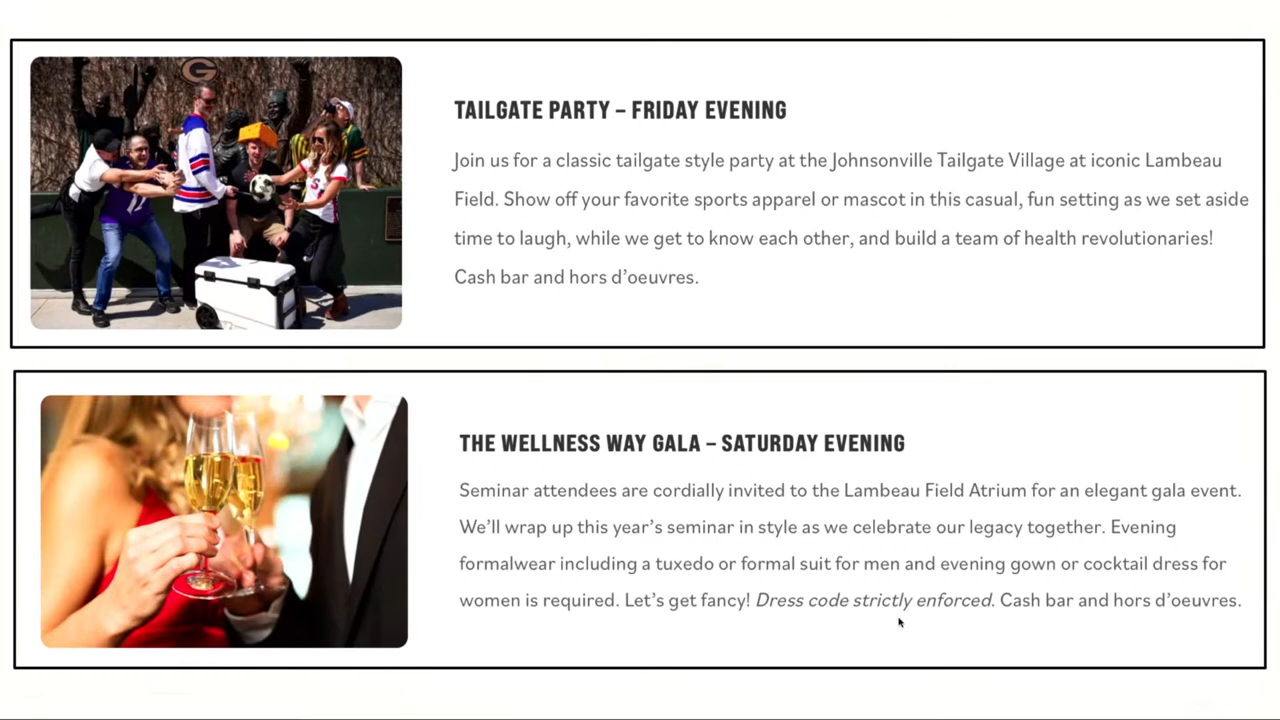 G
TAILGATE PARTY – FRIDAY EVENING
Join us for a classic tailgate style party at the Johnsonville Tailgate Village at iconic Lambeau
Field. Show off your favorite sports apparel or mascot in this casual, fun setting as we set aside
time to laugh, while we get to know each other, and build a team of health revolutionaries!
Cash bar and hors d’oeuvres.
THE WELLNESS WAY GALA – SATURDAY EVENING
Seminar attendees are cordially invited to the Lambeau Field Atrium for an elegant gala event.
We’ll wrap up this year’s seminar in style as we celebrate our legacy together. Evening
formalwear including a tuxedo or formal suit for men and evening gown or cocktail dress for
women is required. Let’s get fancy! Dress code strictly enforced. Cash bar and hors d’oeuvres.